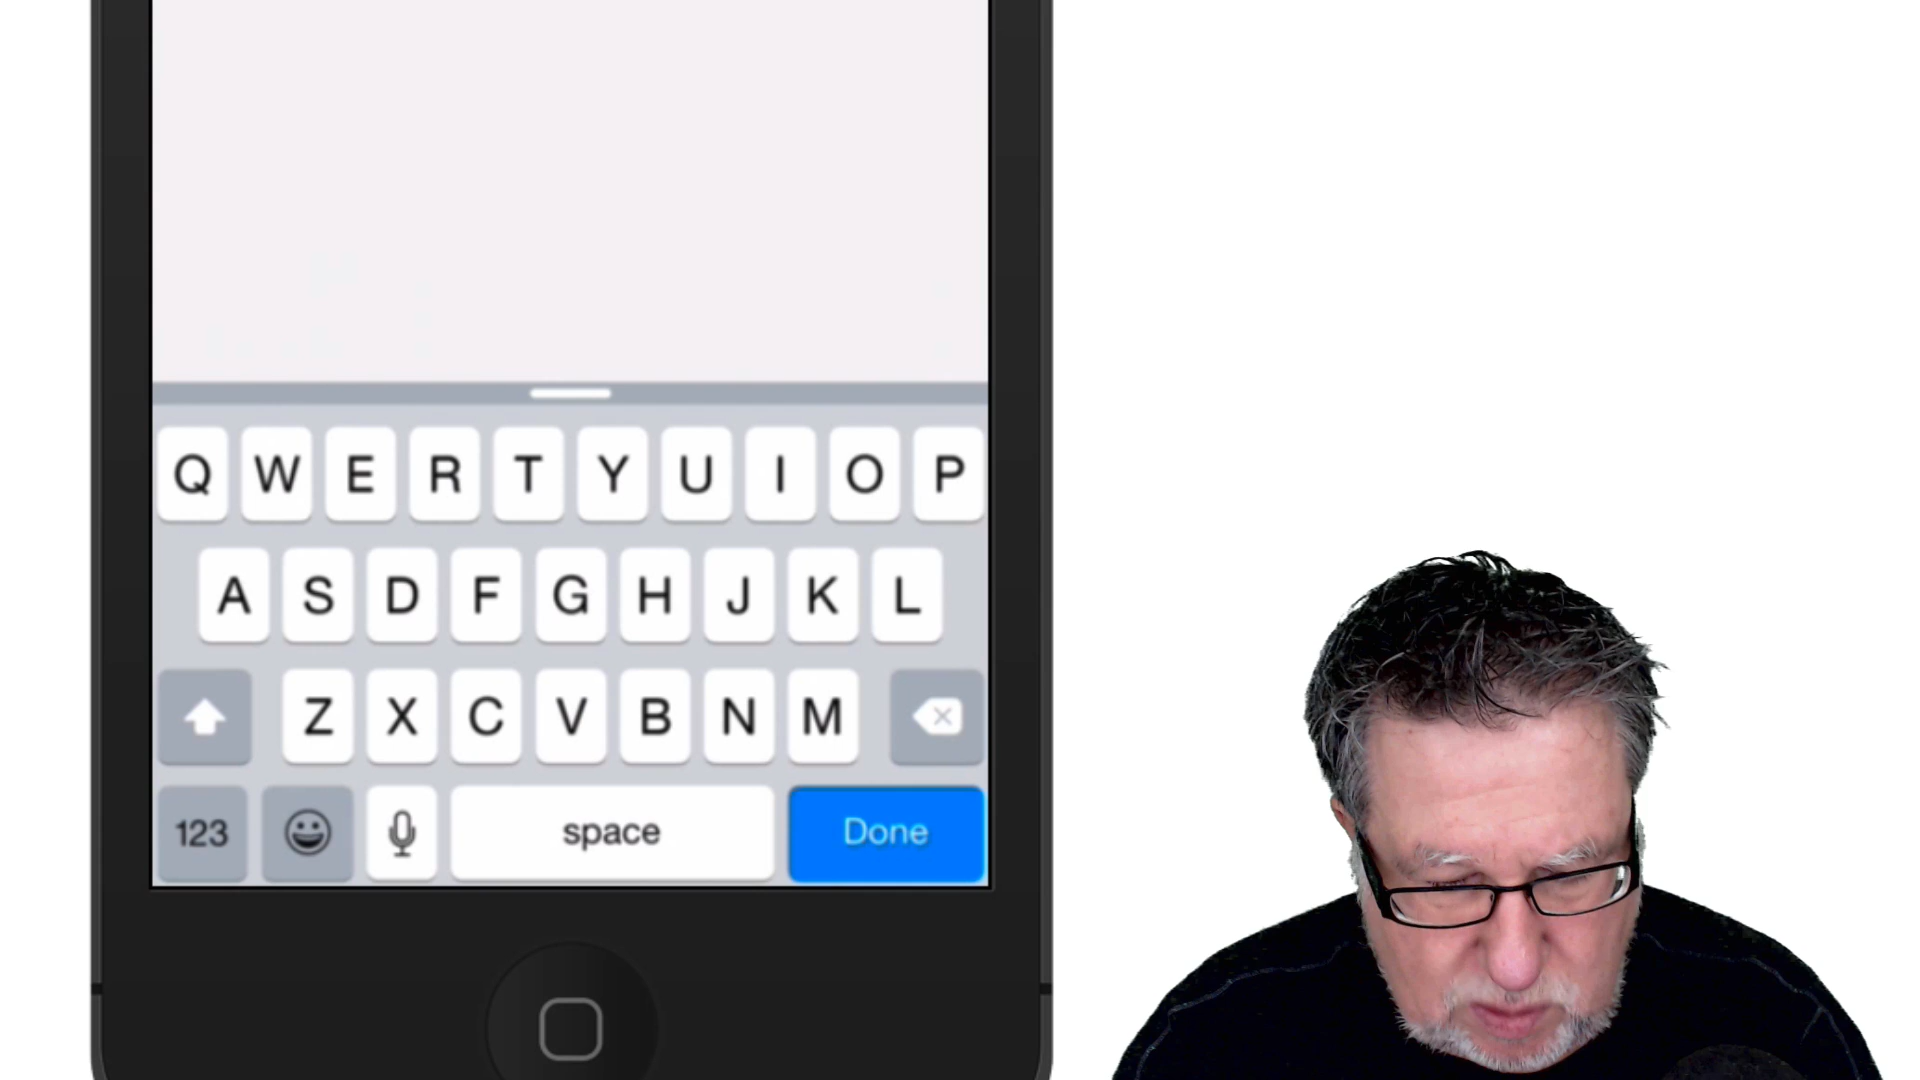 Q W E R T Y U I O P
A S D F G H J K L
Z X C V B N M
123 space Done